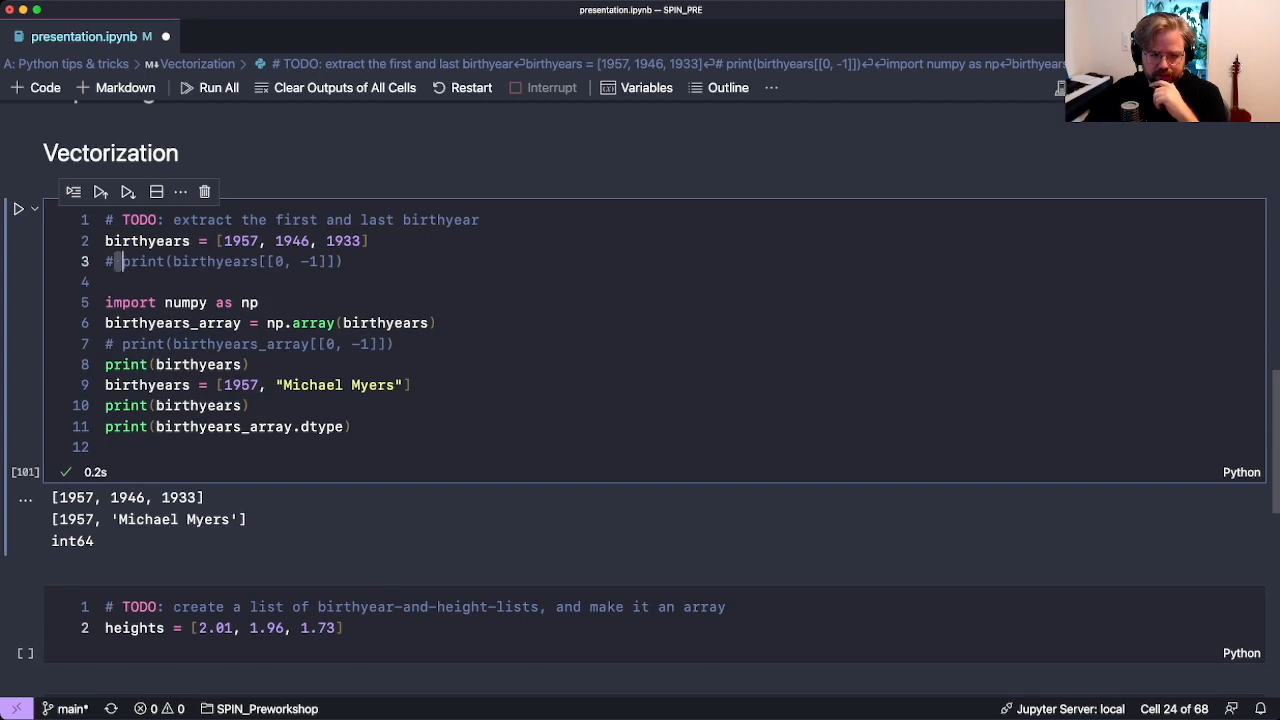 presentation.ipynb — SPIN_PRE
presentation.ipynb M
A: Python tips & tricks > Vectorization > # TODO: extract the first and last birthyear↵birthyears = [1957, 1946, 1933]↵# print(birthyears[[0, -1]])↵↵import numpy as np↵birthyears
+ Code + Markdown Run All Clear Outputs of All Cells Restart Interrupt Variables Outline ...
Vectorization
1 # TODO: extract the first and last birthyear
2 birthyears = [1957, 1946, 1933]
3 # print(birthyears[[0, -1]])
4
5 import numpy as np
6 birthyears_array = np.array(birthyears)
7 # print(birthyears_array[[0, -1]])
8 print(birthyears)
9 birthyears = [1957, "Michael Myers"]
10 print(birthyears)
11 print(birthyears_array.dtype)
12
[101] 0.2s Python
[1957, 1946, 1933]
[1957, 'Michael Myers']
int64
1 # TODO: create a list of birthyear-and-height-lists, and make it an array
2 heights = [2.01, 1.96, 1.73]
[ ] Python
main* 0 0 SPIN_Preworkshop Jupyter Server: local Cell 24 of 68